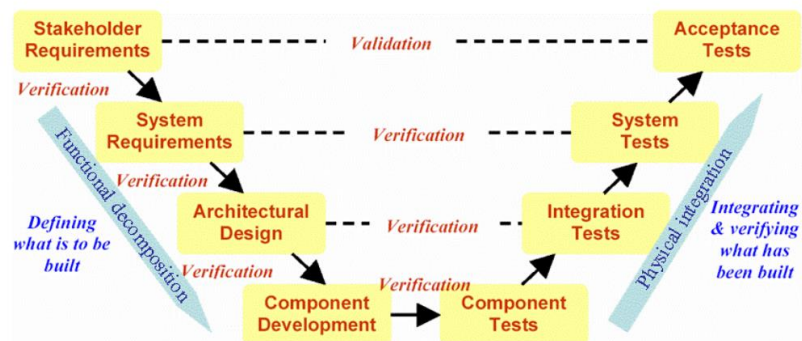 Stakeholder
Requirements
Validation
Acceptance
Tests
Verification
System
Requirements
Verification
System
Tests
Functional decomposition
Verification
Architectural
Design
Verification
Integration
Tests
Physical integration
Defining
what is to be
built
Integrating
& verifying
what has
been built
Verification
Component
Development
Verification
Component
Tests